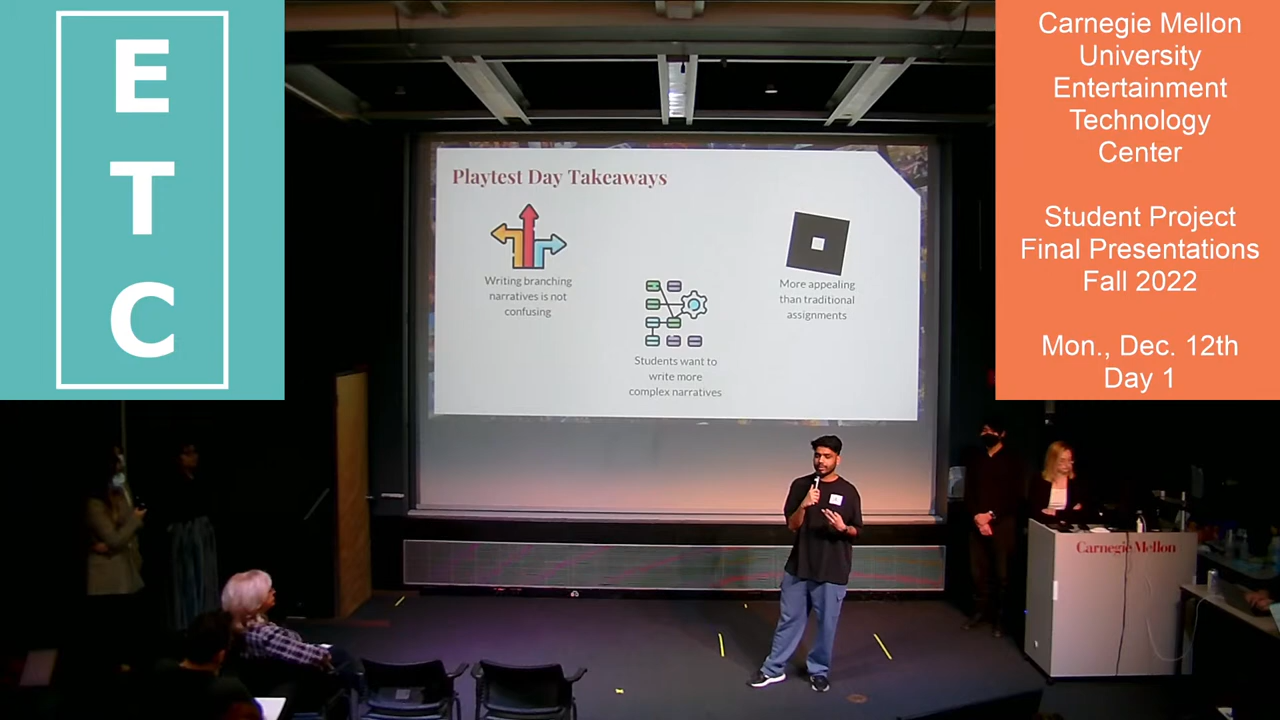 E
T
C
Carnegie Mellon
University
Entertainment
Technology
Center
Student Project
Final Presentations
Fall 2022
Mon., Dec. 12th
Day 1
Playtest Day Takeaways
Writing branching
narratives is not
confusing
Students want to
write more
complex narratives
More appealing
than traditional
assignments
Carnegie Mellon